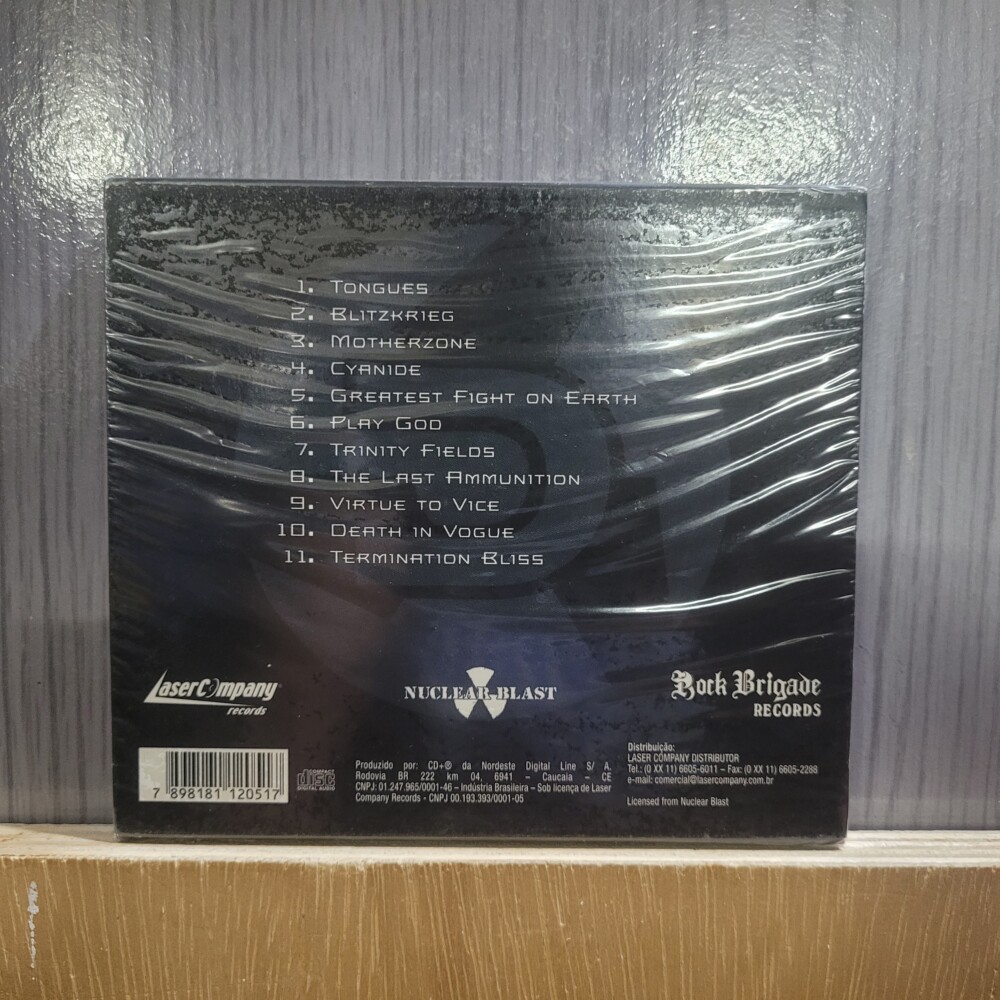 1. Tongues
2. Blitzkrieg
3. Motherzone
4. Cyanide
5. Greatest Fight on Earth
6. Play God
7. Trinity Fields
8. The Last Ammunition
9. Virtue to Vice
10. Death in Vogue
11. Termination Bliss
LaserCompany
records
NUCLEAR BLAST
Rock Brigade
RECORDS
7 898181 120517
COMPACT
disc
DIGITAL AUDIO
Produzido por: CD+® da Nordeste Digital Line S/ A.
Rodovia BR 222 km 04, 6941 – Caucaia – CE
CNPJ: 01.247.965/0001-46 – Indústria Brasileira – Sob licença de Laser
Company Records - CNPJ 00.193.393/0001-05
Distribuição:
LASER COMPANY DISTRIBUTOR
Tel.: (0 XX 11) 6605-6011 – Fax: (0 XX 11) 6605-2288
e-mail: comercial@lasercompany.com.br
Licensed from Nuclear Blast